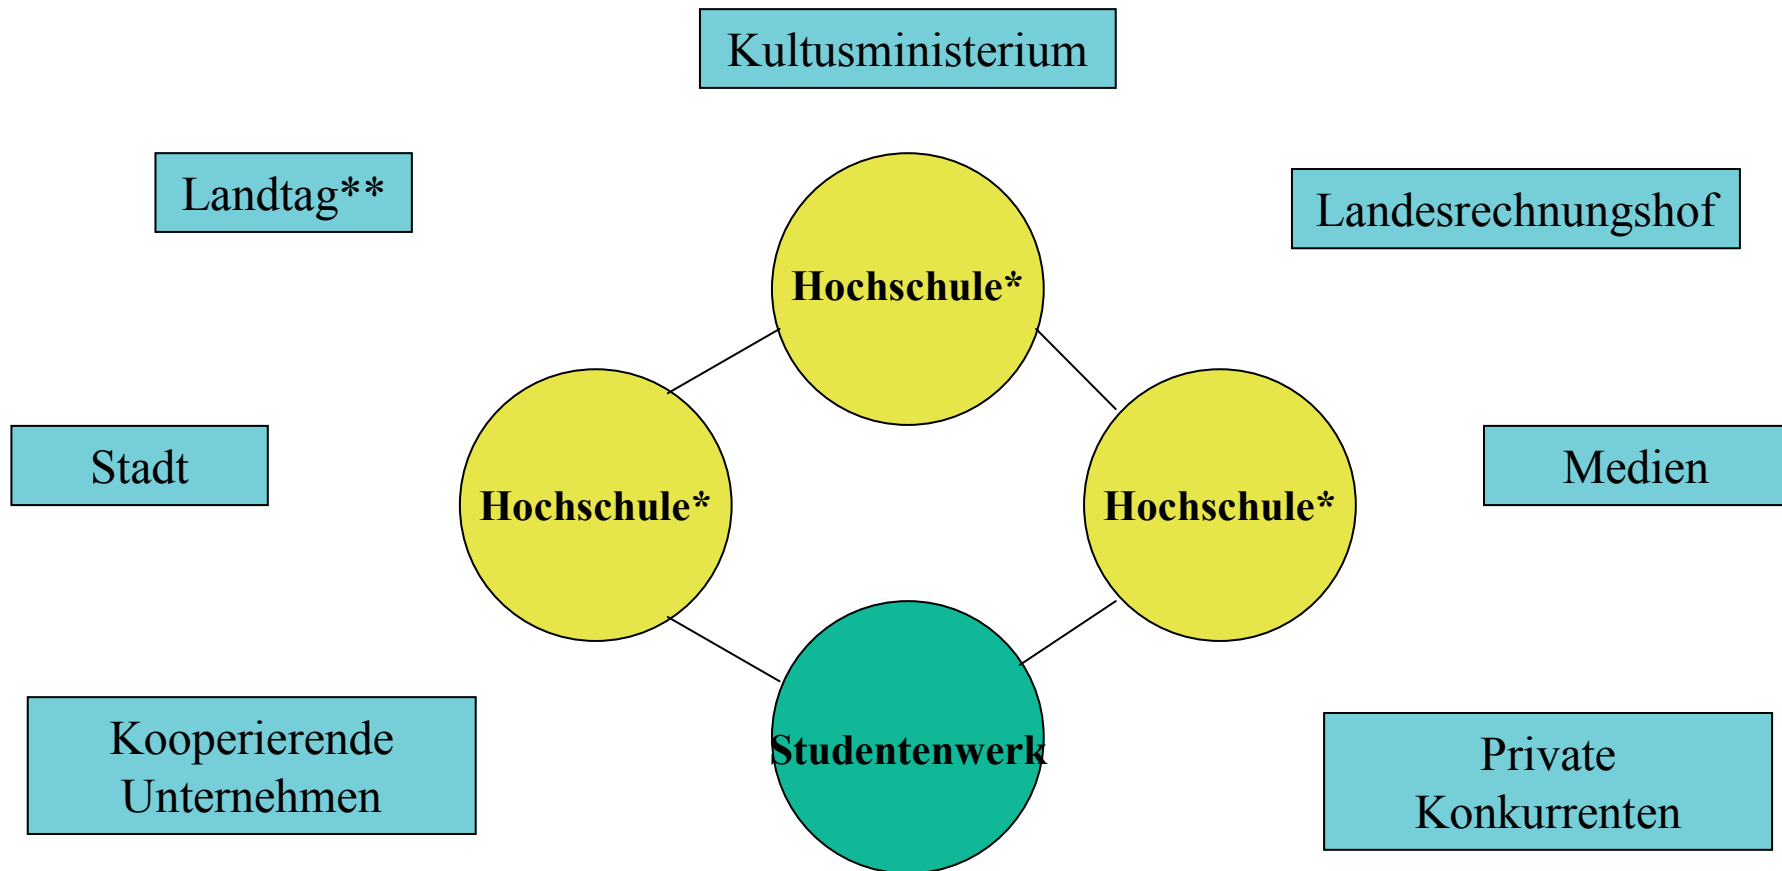 Kultusministerium
Landtag**
Landesrechnungshof
Hochschule*
Stadt
Medien
Hochschule*
Hochschule*
Kooperierende
Unternehmen
Studentenwerk
Private
Konkurrenten